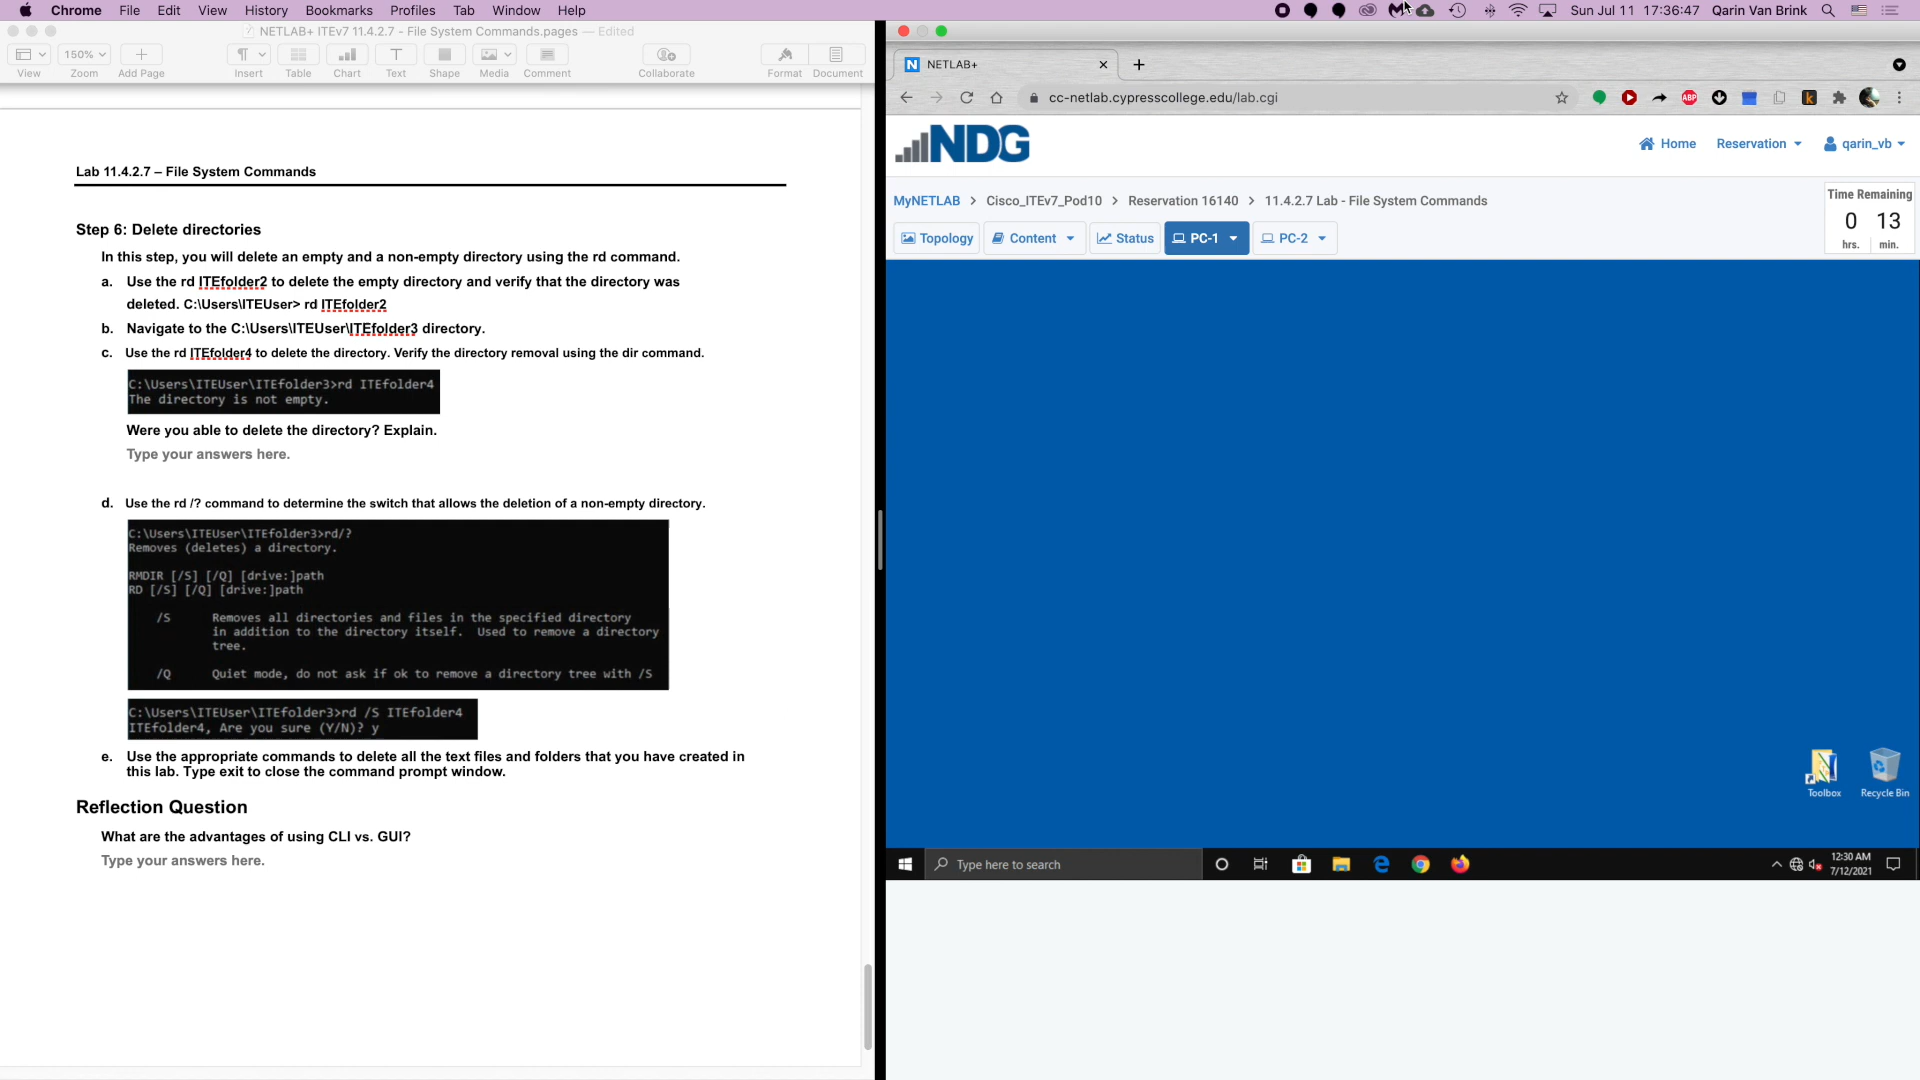 Chrome File Edit View History Bookmarks Profiles Tab Window Help
Sun Jul 11 17:36:47 Qarin Van Brink
NETLAB+ ITEv7 11.4.2.7 - File System Commands.pages — Edited
150%
View Zoom Add Page Insert Table Chart Text Shape Media Comment Collaborate Format Document
Lab 11.4.2.7 – File System Commands
Step 6: Delete directories
In this step, you will delete an empty and a non-empty directory using the rd command.
a. Use the rd ITEfolder2 to delete the empty directory and verify that the directory was
deleted. C:\Users\ITEUser> rd ITEfolder2
b. Navigate to the C:\Users\ITEUser\ITEfolder3 directory.
c. Use the rd ITEfolder4 to delete the directory. Verify the directory removal using the dir command.
C:\Users\ITEUser\ITEfolder3>rd ITEfolder4
The directory is not empty.
Were you able to delete the directory? Explain.
Type your answers here.
d. Use the rd /? command to determine the switch that allows the deletion of a non-empty directory.
C:\Users\ITEUser\ITEfolder3>rd/?
Removes (deletes) a directory.
RMDIR [/S] [/Q] [drive:]path
RD [/S] [/Q] [drive:]path
/S Removes all directories and files in the specified directory
in addition to the directory itself. Used to remove a directory
tree.
/Q Quiet mode, do not ask if ok to remove a directory tree with /S
C:\Users\ITEUser\ITEfolder3>rd /S ITEfolder4
ITEfolder4, Are you sure (Y/N)? y
e. Use the appropriate commands to delete all the text files and folders that you have created in
this lab. Type exit to close the command prompt window.
Reflection Question
What are the advantages of using CLI vs. GUI?
Type your answers here.
N NETLAB+
cc-netlab.cypresscollege.edu/lab.cgi
ABP k
NDG
Home Reservation qarin_vb
MyNETLAB > Cisco_ITEv7_Pod10 > Reservation 16140 > 11.4.2.7 Lab - File System Commands
Time Remaining
0 13
hrs. min.
Topology Content Status PC-1 PC-2
Toolbox Recycle Bin
Type here to search
12:30 AM
7/12/2021